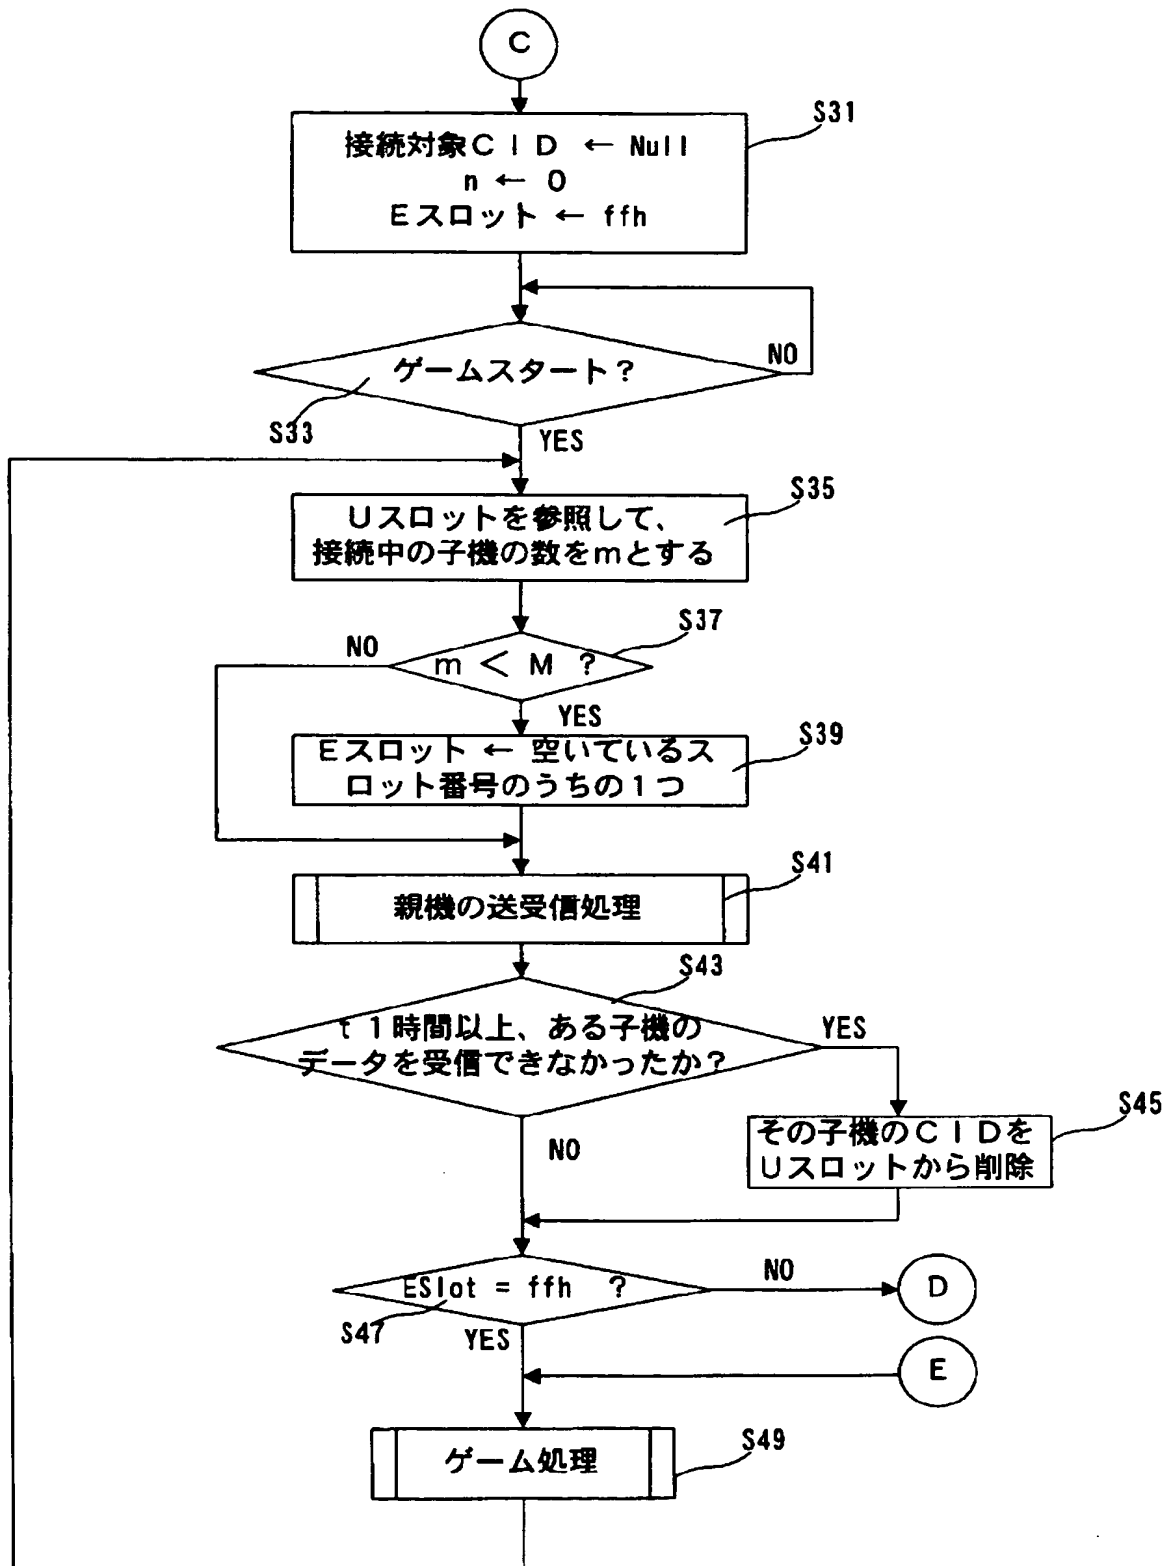 C
S31
接続対象CID ← Null
n ← 0
Eスロット ← ffh
ゲームスタート?
NO
S33
YES
S35
Uスロットを参照して、
接続中の子機の数をmとする
S37
NO
m < M ?
YES
S39
Eスロット ← 空いているス
ロット番号のうちの1つ
S41
親機の送受信処理
S43
t1時間以上、ある子機の
データを受信できなかったか?
YES
S45
NO
その子機のCIDを
Uスロットから削除
ESlot = ffh ?
NO
D
S47
YES
E
S49
ゲーム処理